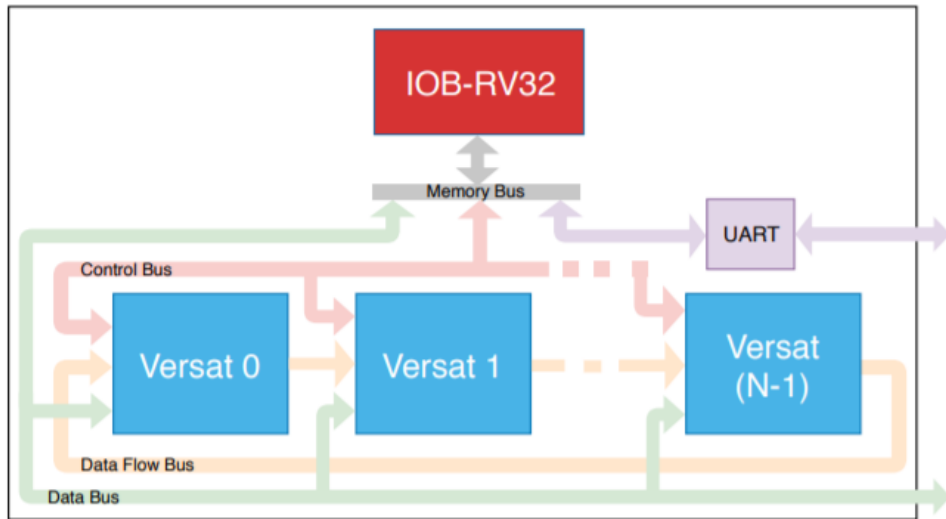 IOB-RV32
Memory Bus
UART
Control Bus
Versat 0
Versat 1
Versat
(N-1)
Data Flow Bus
Data Bus